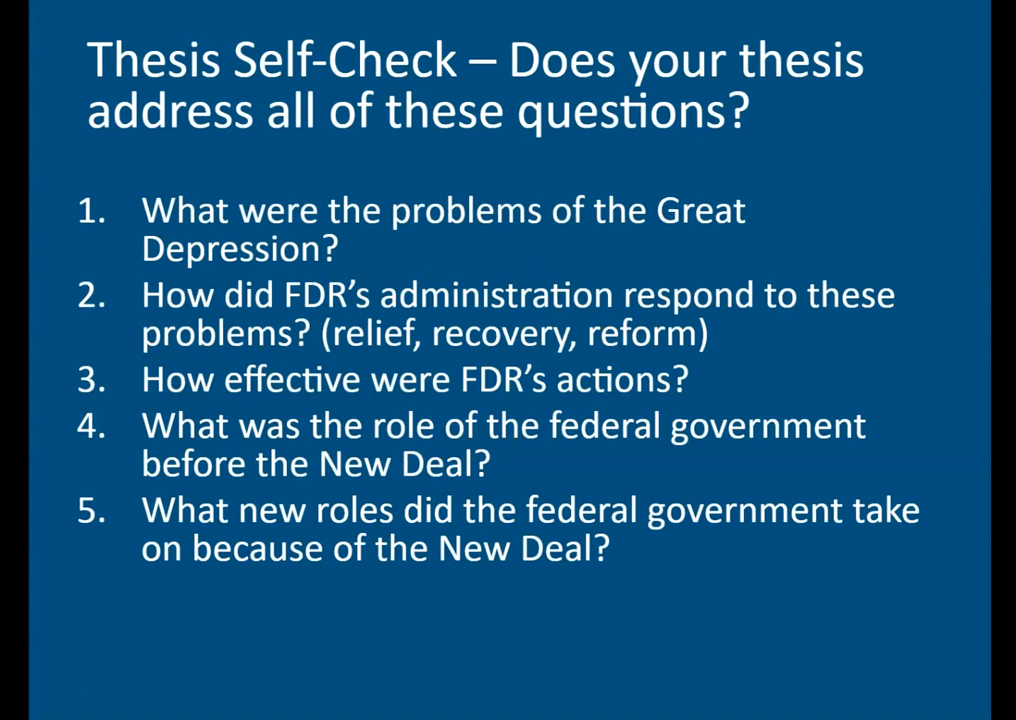 Thesis Self-Check – Does your thesis
address all of these questions?
1. What were the problems of the Great
Depression?
2. How did FDR’s administration respond to these
problems? (relief, recovery, reform)
3. How effective were FDR’s actions?
4. What was the role of the federal government
before the New Deal?
5. What new roles did the federal government take
on because of the New Deal?